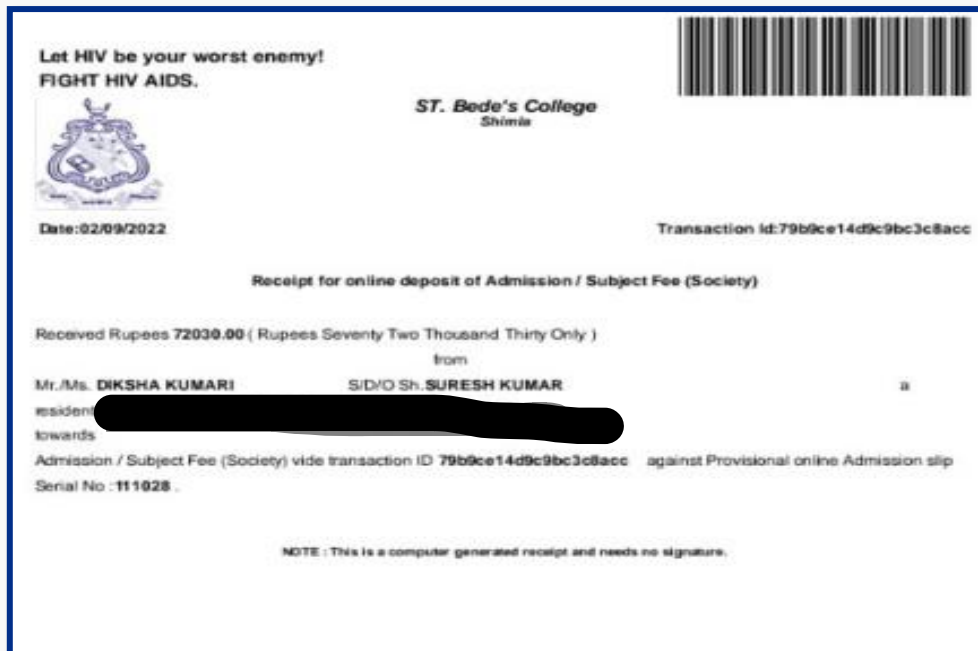 Let HIV be your worst enemy!
FIGHT HIV AIDS.
ST. Bede's College
Shimla
Date:02/09/2022
Transaction Id:79b9ce14d9c9bc3c8acc
Receipt for online deposit of Admission / Subject Fee (Society)
Received Rupees 72030.00 ( Rupees Seventy Two Thousand Thirty Only )
from
Mr./Ms. DIKSHA KUMARI S/D/O Sh.SURESH KUMAR a
resident
towards
Admission / Subject Fee (Society) vide transaction ID 79b9ce14d9c9bc3c8acc against Provisional online Admission slip
Serial No :111028 .
NOTE : This is a computer generated receipt and needs no signature.